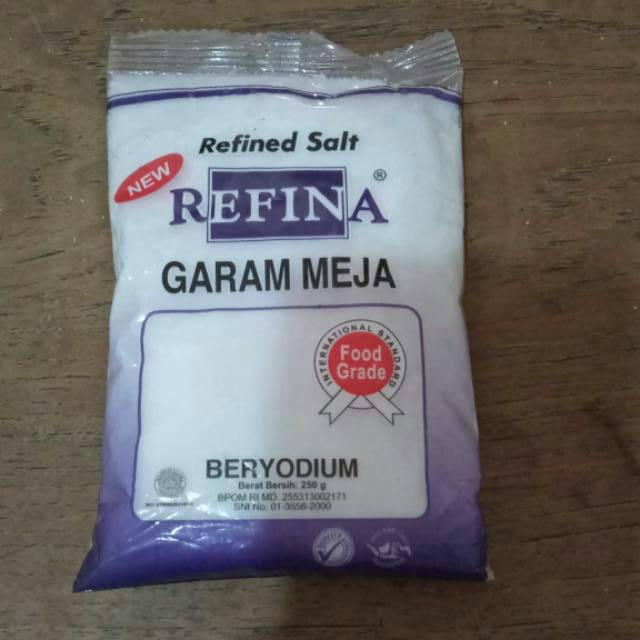 Refined Salt
NEW
REFINA®
GARAM MEJA
INTERNATIONAL STANDARD
Food
Grade
BERYODIUM
Berat Bersih: 250 g
BPOM RI MD. 255313002171
SNI No. 01-3556-2000